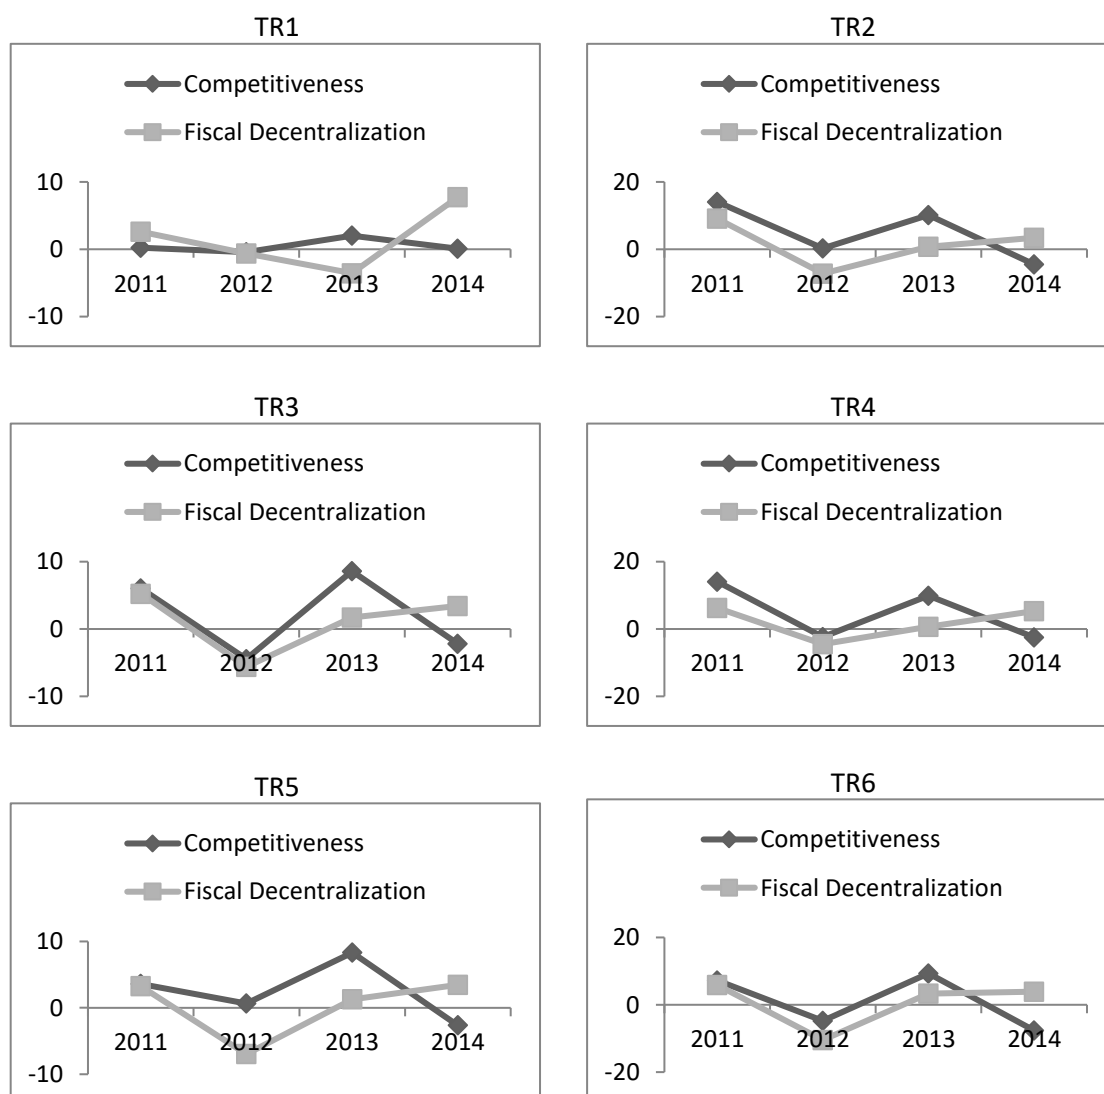 TR1
Competitiveness
Fiscal Decentralization
10
0
-10
2011 2012 2013 2014
TR2
Competitiveness
Fiscal Decentralization
20
0
-20
2011 2012 2013 2014
TR3
Competitiveness
Fiscal Decentralization
10
0
-10
2011 2012 2013 2014
TR4
Competitiveness
Fiscal Decentralization
20
0
-20
2011 2012 2013 2014
TR5
Competitiveness
Fiscal Decentralization
10
0
-10
2011 2012 2013 2014
TR6
Competitiveness
Fiscal Decentralization
20
0
-20
2011 2012 2013 2014